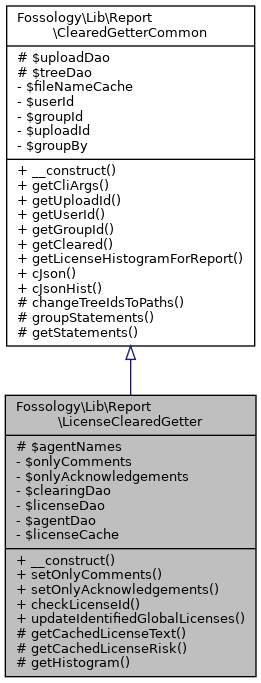 Fossology\Lib\Report
\ClearedGetterCommon
# $uploadDao
# $treeDao
- $fileNameCache
- $userId
- $groupId
- $uploadId
- $groupBy
+ __construct()
+ getCliArgs()
+ getUploadId()
+ getUserId()
+ getGroupId()
+ getCleared()
+ getLicenseHistogramForReport()
+ cJson()
+ cJsonHist()
# changeTreeIdsToPaths()
# groupStatements()
# getStatements()
Fossology\Lib\Report
\LicenseClearedGetter
# $agentNames
- $onlyComments
- $onlyAcknowledgements
- $clearingDao
- $licenseDao
- $agentDao
- $licenseCache
+ __construct()
+ setOnlyComments()
+ setOnlyAcknowledgements()
+ checkLicenseId()
+ updateIdentifiedGlobalLicenses()
# getCachedLicenseText()
# getCachedLicenseRisk()
# getHistogram()